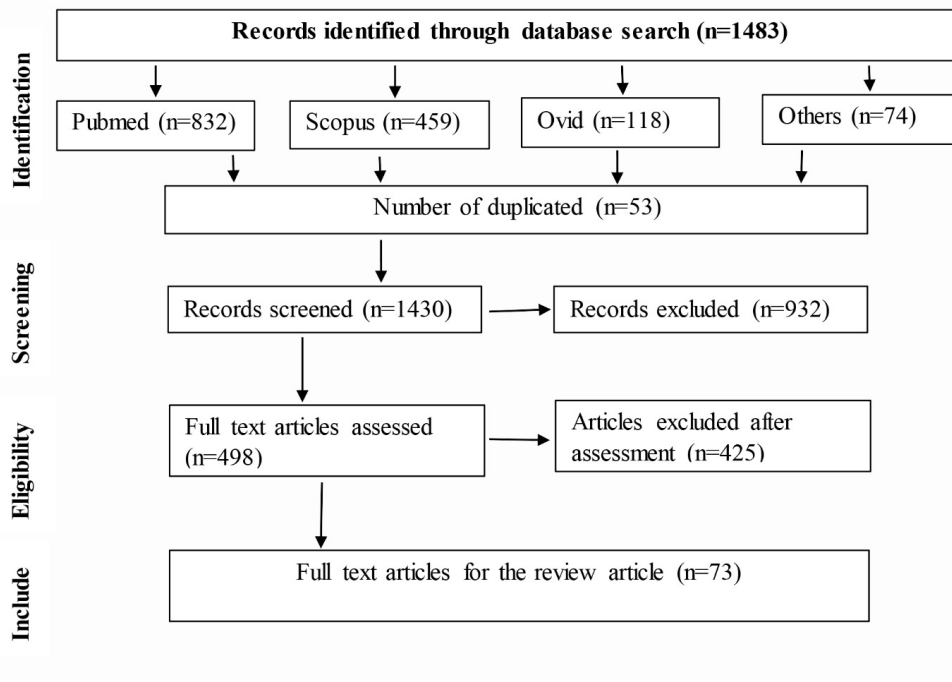 Identification
Records identified through database search (n=1483)
Pubmed (n=832)
Scopus (n=459)
Ovid (n=118)
Others (n=74)
Number of duplicated (n=53)
Screening
Records screened (n=1430)
Records excluded (n=932)
Eligibility
Full text articles assessed
(n=498)
Articles excluded after
assessment (n=425)
Include
Full text articles for the review article (n=73)